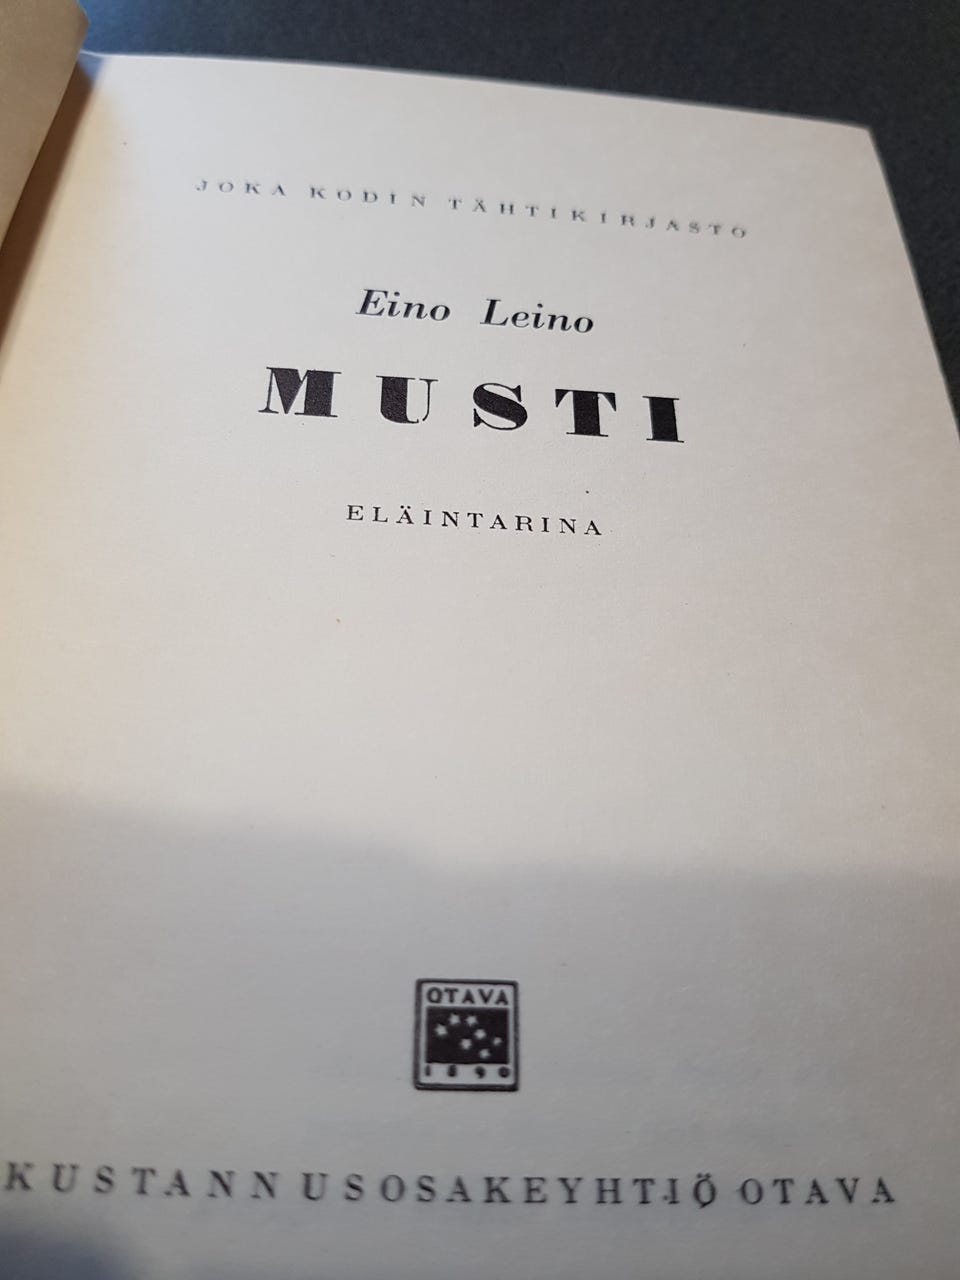 JOKA KODIN TÄHTIKIRJASTO
Eino Leino
MUSTI
ELÄINTARINA
OTAVA
1890
KUSTANNUSOSAKEYHTIÖ OTAVA